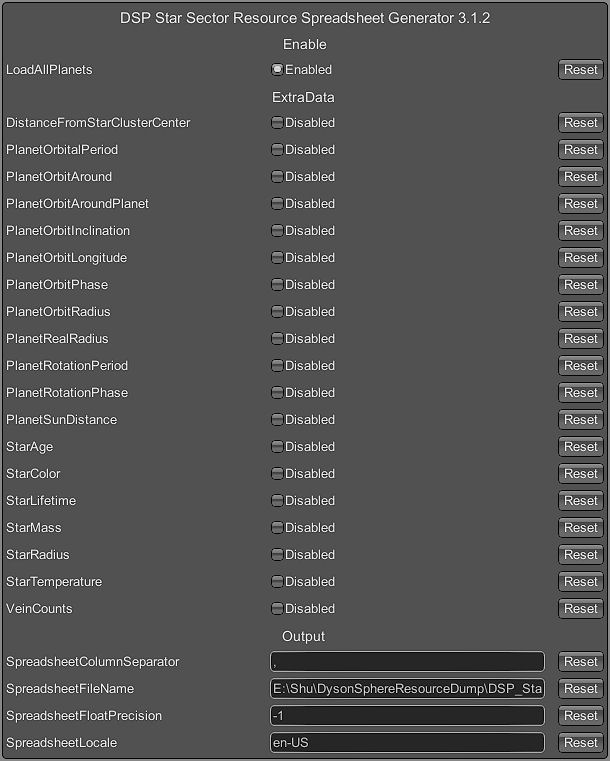 DSP Star Sector Resource Spreadsheet Generator 3.1.2
Enable
LoadAllPlanets Enabled Reset
ExtraData
DistanceFromStarClusterCenter Disabled Reset
PlanetOrbitalPeriod Disabled Reset
PlanetOrbitAround Disabled Reset
PlanetOrbitAroundPlanet Disabled Reset
PlanetOrbitInclination Disabled Reset
PlanetOrbitLongitude Disabled Reset
PlanetOrbitPhase Disabled Reset
PlanetOrbitRadius Disabled Reset
PlanetRealRadius Disabled Reset
PlanetRotationPeriod Disabled Reset
PlanetRotationPhase Disabled Reset
PlanetSunDistance Disabled Reset
StarAge Disabled Reset
StarColor Disabled Reset
StarLifetime Disabled Reset
StarMass Disabled Reset
StarRadius Disabled Reset
StarTemperature Disabled Reset
VeinCounts Disabled Reset
Output
SpreadsheetColumnSeparator , Reset
SpreadsheetFileName E:\Shu\DysonSphereResourceDump\DSP_Sta Reset
SpreadsheetFloatPrecision -1 Reset
SpreadsheetLocale en-US Reset